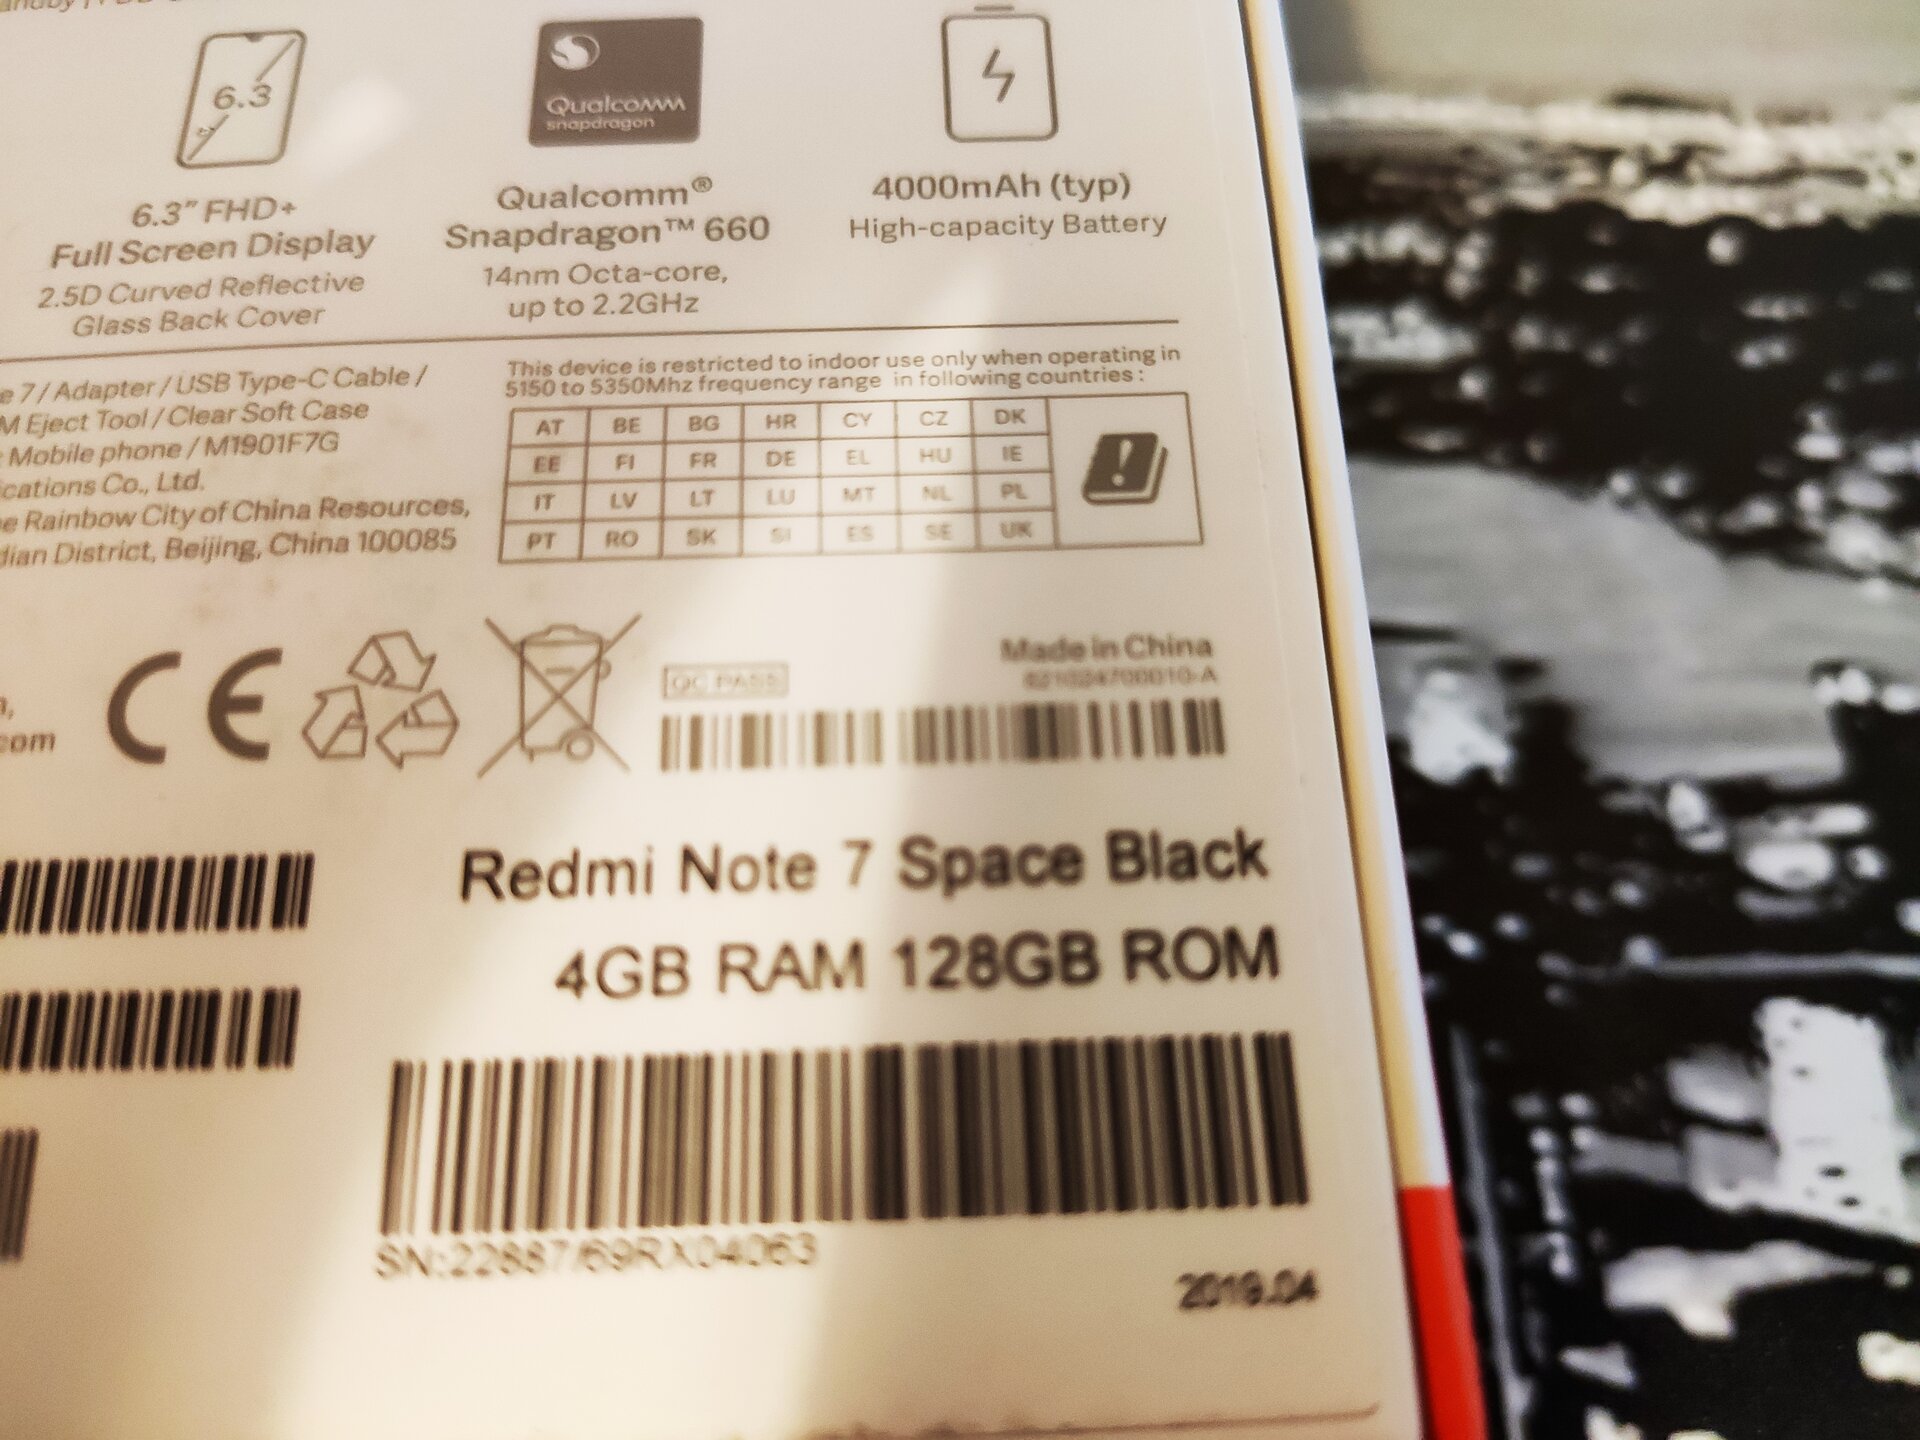 6.3
Qualcomm
snapdragon
6.3" FHD+
Full Screen Display
2.5D Curved Reflective
Glass Back Cover
Qualcomm®
Snapdragon™ 660
14nm Octa-core,
up to 2.2GHz
4000mAh (typ)
High-capacity Battery
e 7 / Adapter / USB Type-C Cable /
M Eject Tool / Clear Soft Case
: Mobile phone / M1901F7G
ications Co., Ltd.
e Rainbow City of China Resources,
dian District, Beijing, China 100085
This device is restricted to indoor use only when operating in
5150 to 5350Mhz frequency range in following countries:
AT BE BG HR CY CZ DK
EE FI FR DE EL HU IE
IT LV LT LU MT NL PL
PT RO SK SI ES SE UK
com
CE
QC PASS
Made in China
Redmi Note 7 Space Black
4GB RAM 128GB ROM
2019.04